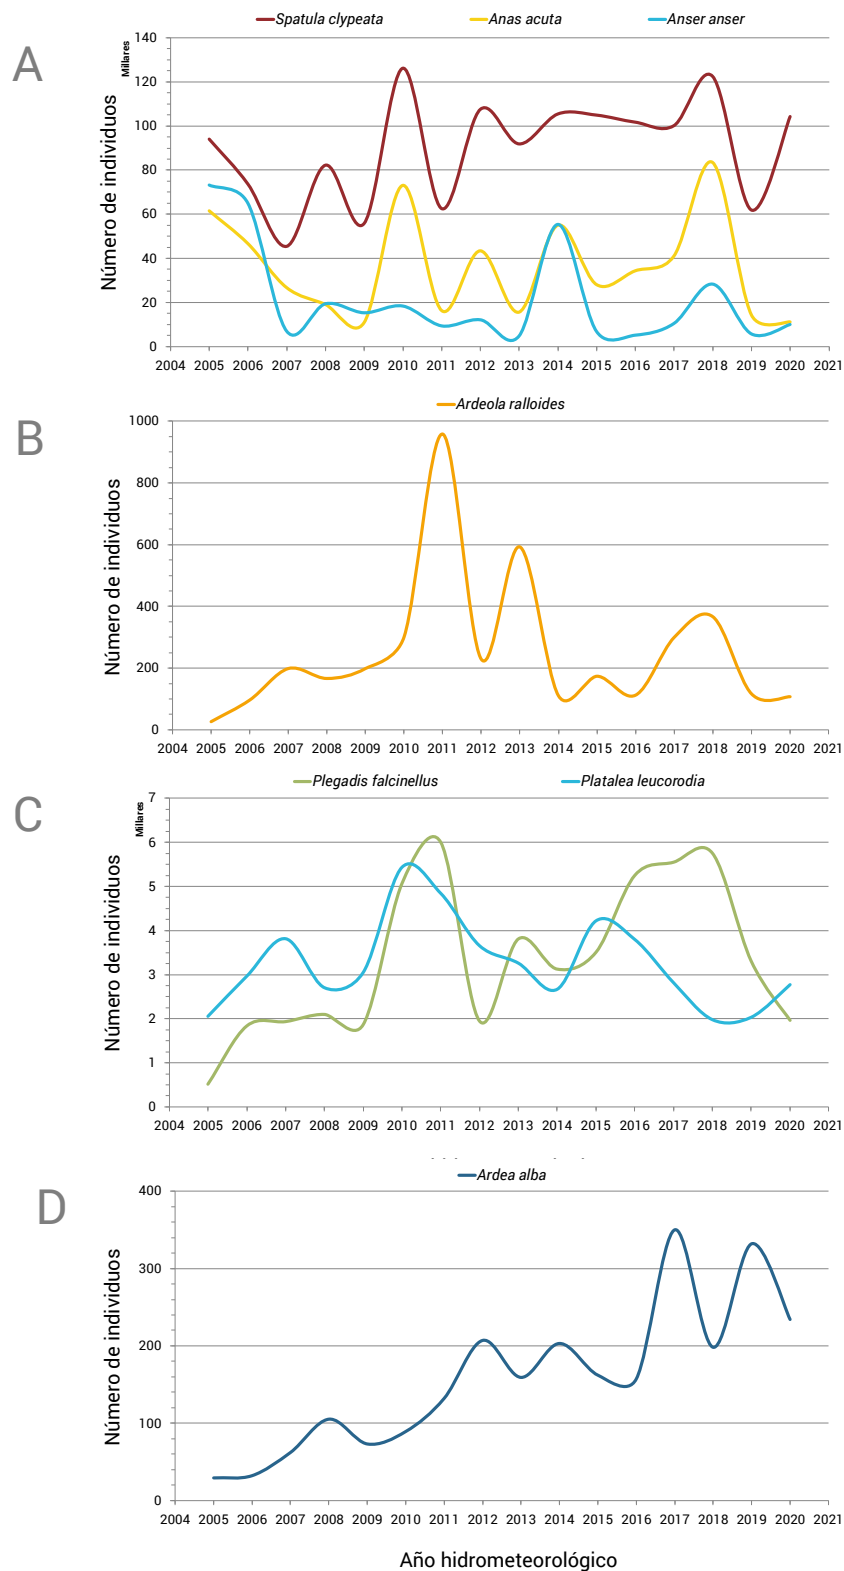 Spatula clypeata Anas acuta Anser anser
A
Millares
Número de individuos
140
120
100
80
60
40
20
0
2004 2005 2006 2007 2008 2009 2010 2011 2012 2013 2014 2015 2016 2017 2018 2019 2020 2021
Ardeola ralloides
B
Número de individuos
1000
800
600
400
200
0
2004 2005 2006 2007 2008 2009 2010 2011 2012 2013 2014 2015 2016 2017 2018 2019 2020 2021
Plegadis falcinellus Platalea leucorodia
C
Millares
Número de individuos
7
6
5
4
3
2
1
0
2004 2005 2006 2007 2008 2009 2010 2011 2012 2013 2014 2015 2016 2017 2018 2019 2020 2021
Ardea alba
D
Número de individuos
400
300
200
100
0
2004 2005 2006 2007 2008 2009 2010 2011 2012 2013 2014 2015 2016 2017 2018 2019 2020 2021
Año hidrometeorológico